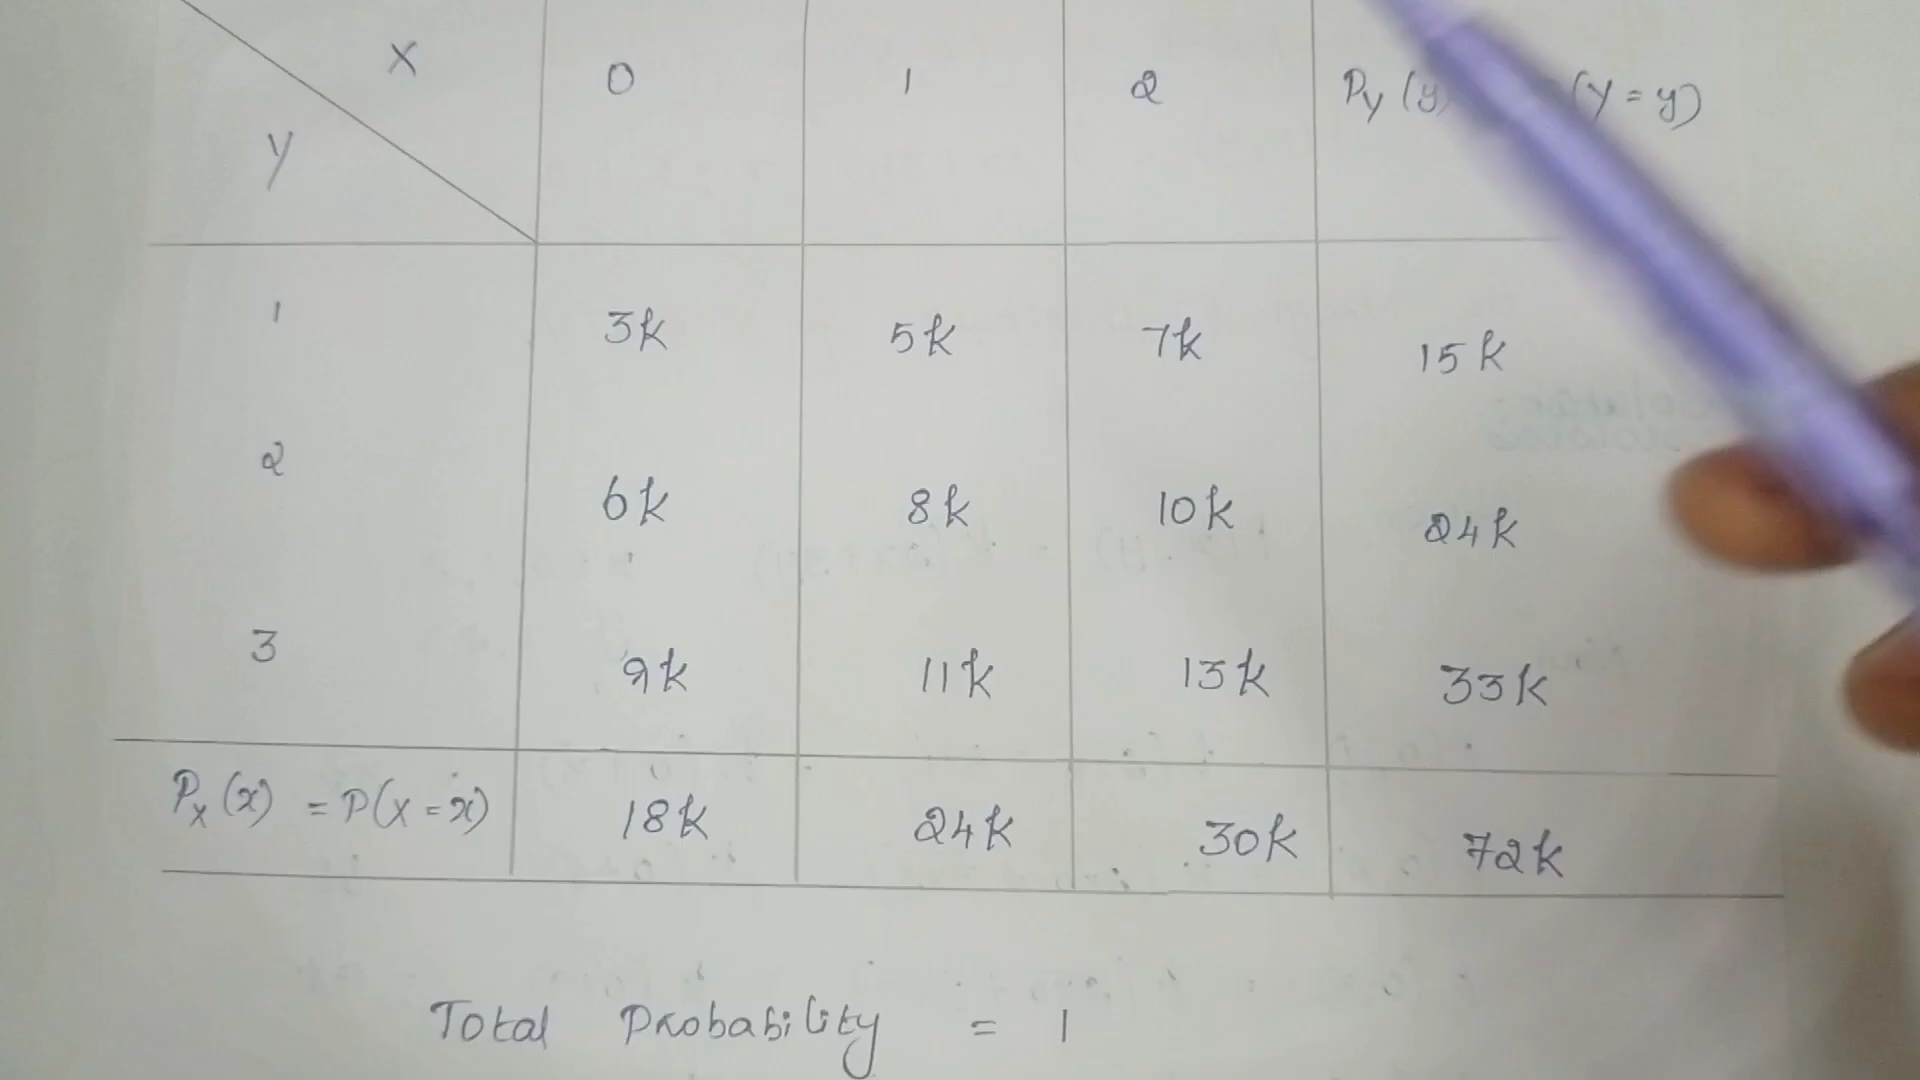 X 0 1 2 Py (y) (Y = y)
y
1 3k 5k 7k 15k
2 6k 8k 10k 24k
3 9k 11k 13k 33k
Px (x) = P(X = x) 18k 24k 30k 72k
Total Probability = 1